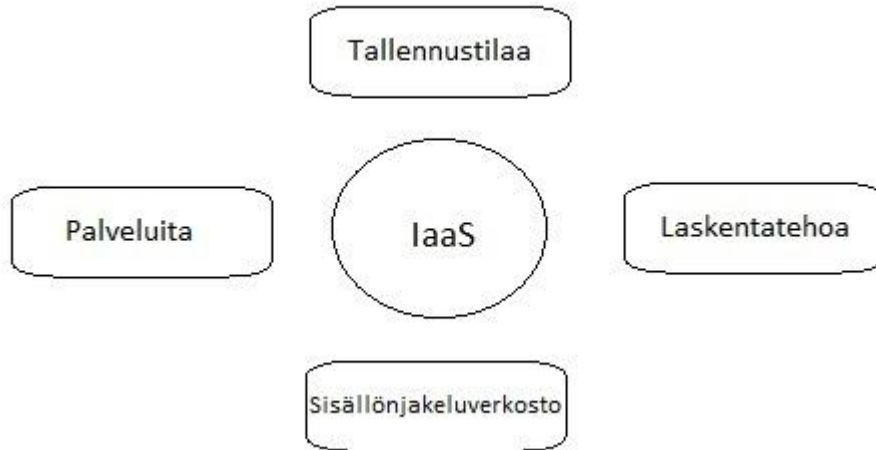 Tallennustilaa
Palveluita
IaaS
Laskentatehoa
Sisällönjakeluverkosto